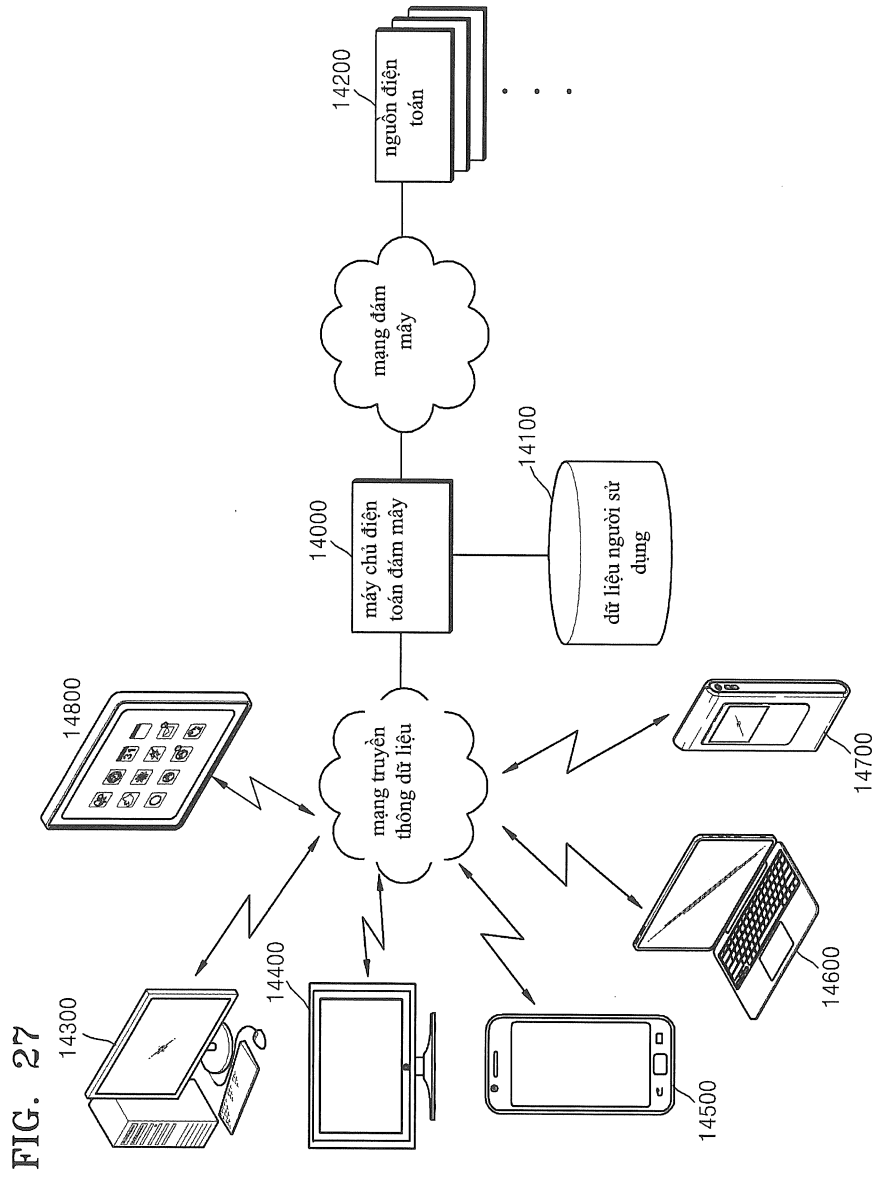 FIG. 27
14300
14400
14500
14600
14700
14800
mạng truyền
thông dữ liệu
14000
máy chủ điện
toán đám mây
14100
dữ liệu người sử
dụng
mạng đám
mây
14200
nguồn điện
toán
31